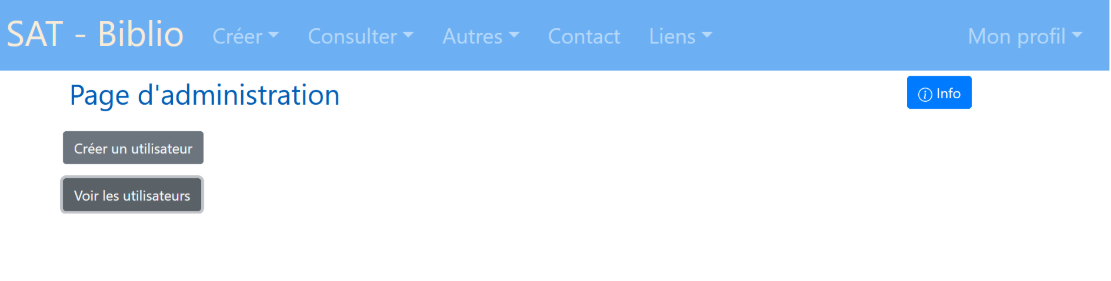 SAT - Biblio Créer Consulter Autres Contact Liens Mon profil
Page d'administration Info
Créer un utilisateur
Voir les utilisateurs